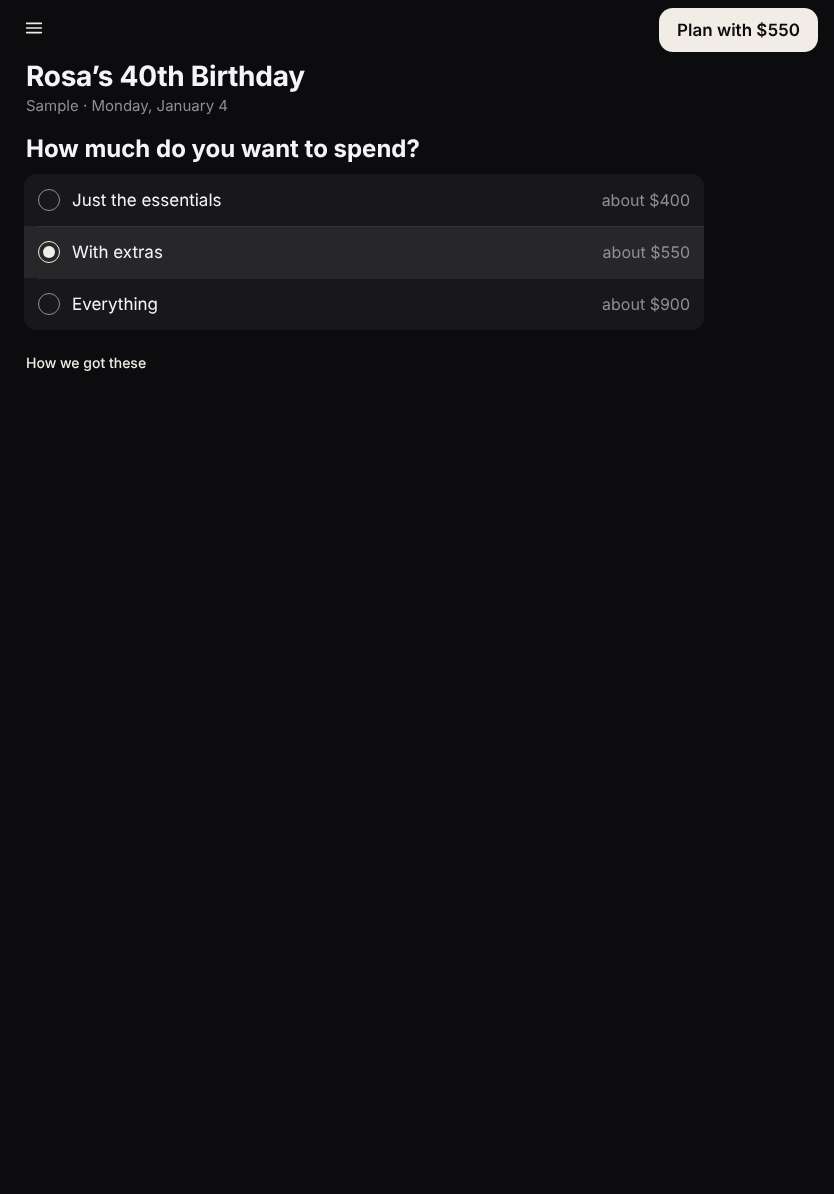 Plan with $550
Rosa’s 40th Birthday
Sample · Monday, January 4
How much do you want to spend?
Just the essentials about $400
With extras about $550
Everything about $900
How we got these